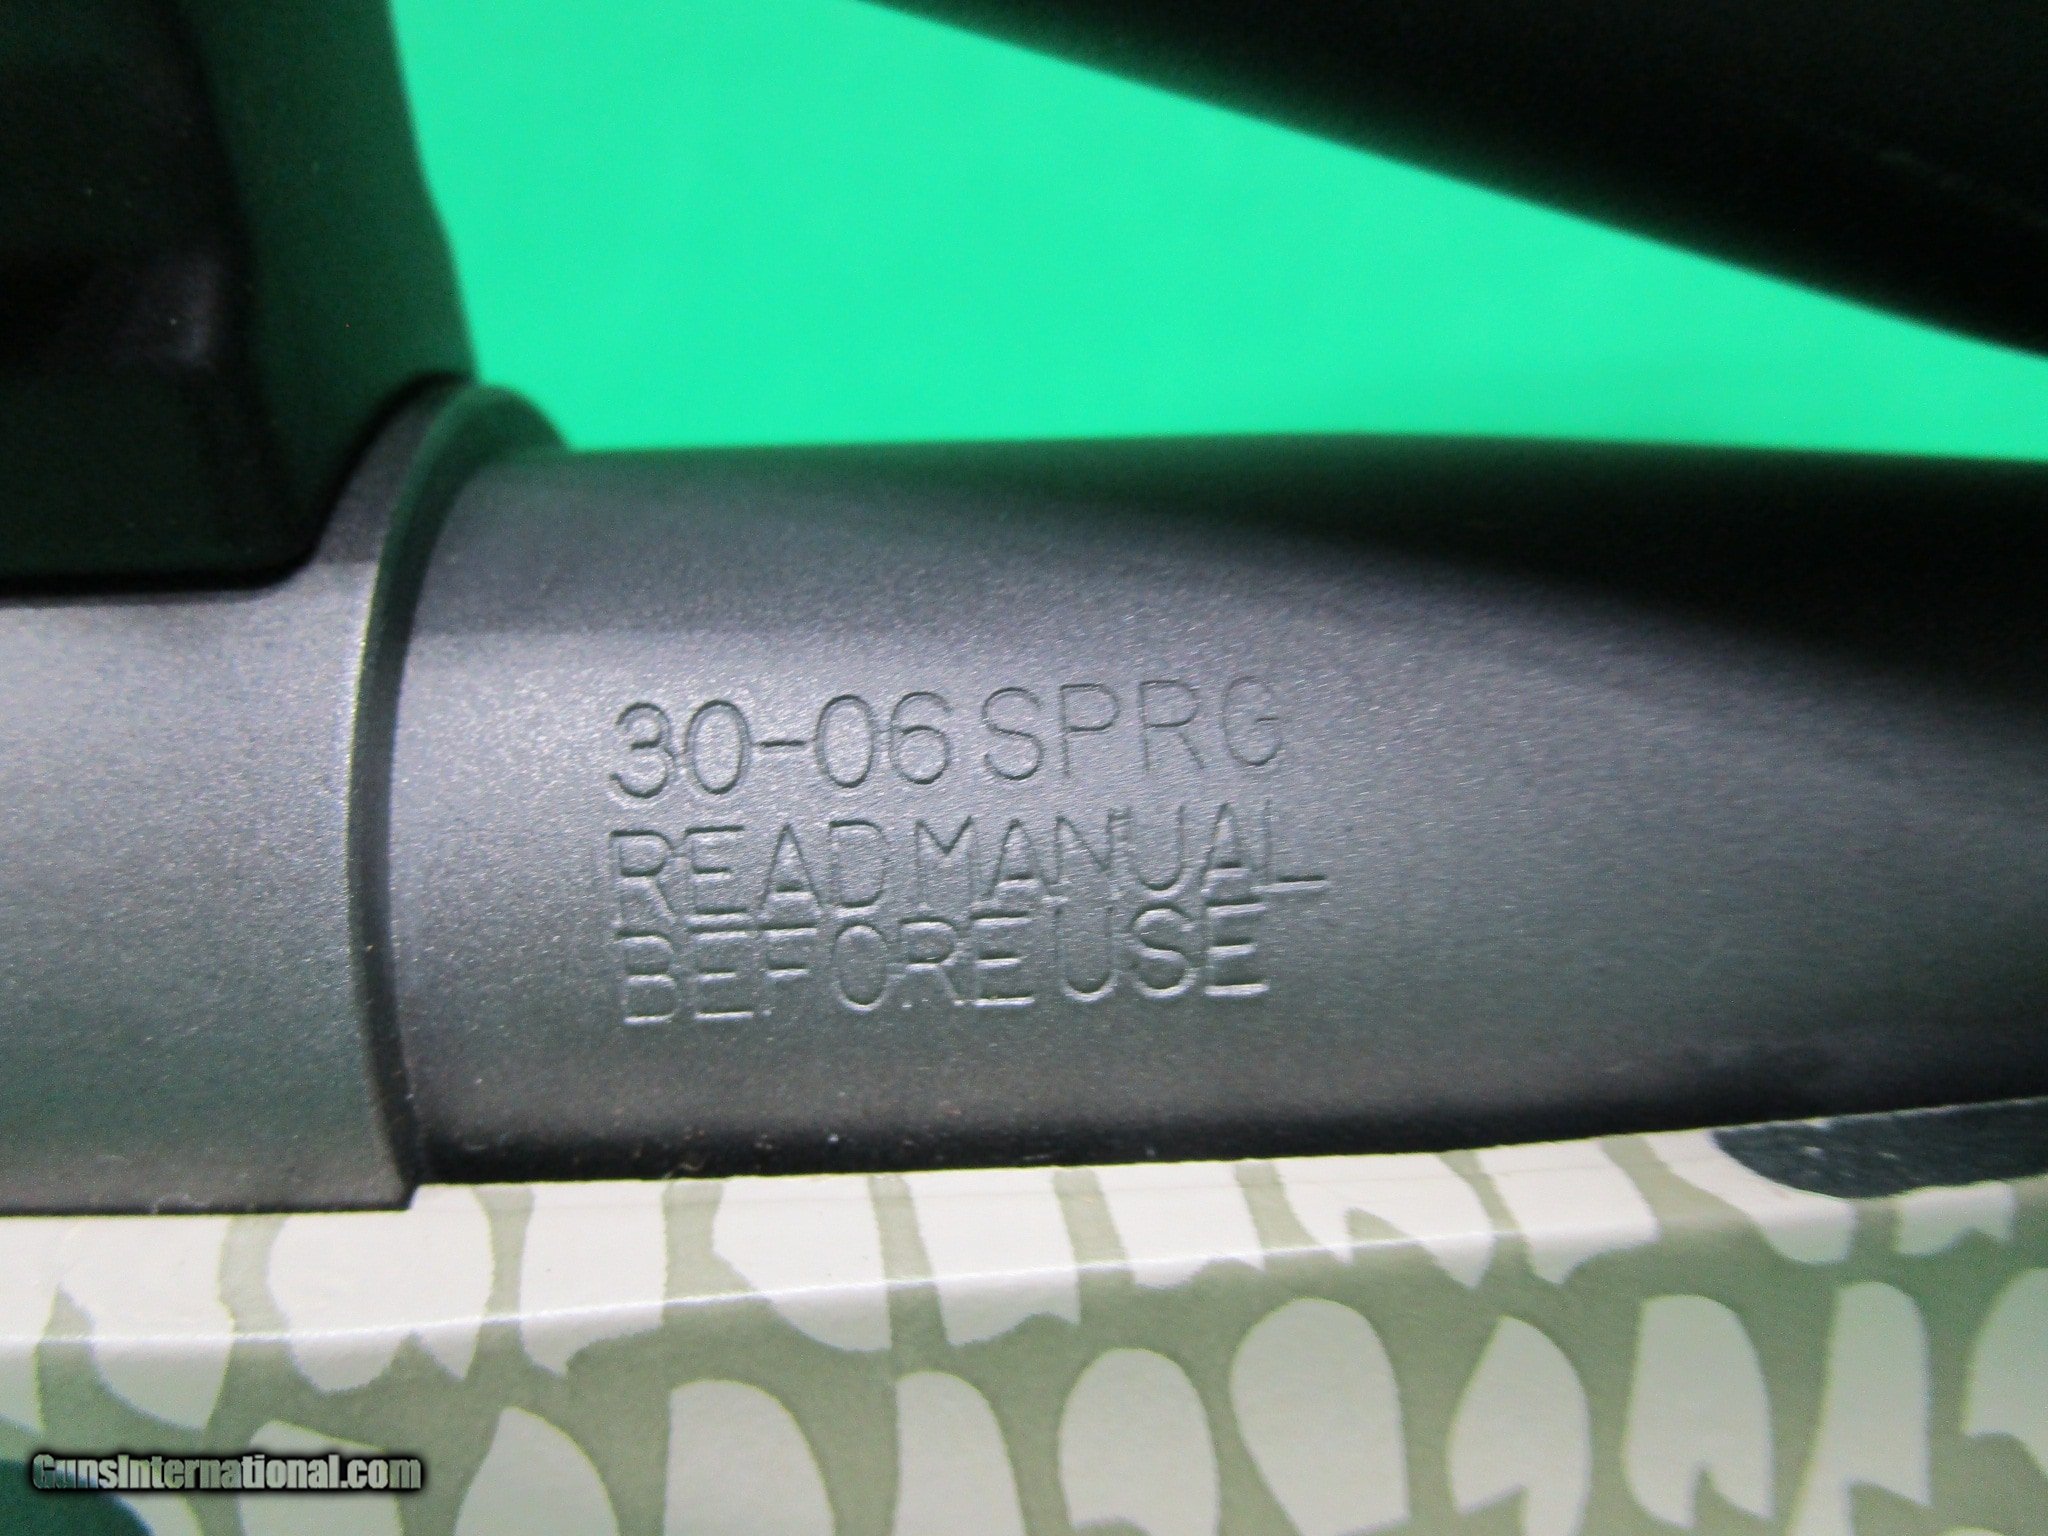 30-06 SPRG
READ MANUAL
BEFORE USE
GunsInternational.com